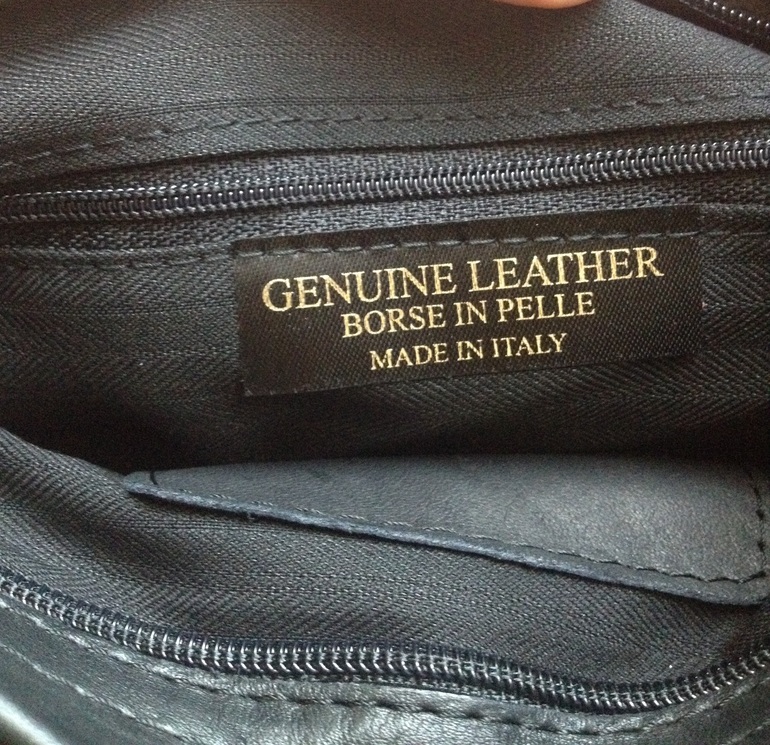 GENUINE LEATHER
BORSE IN PELLE
MADE IN ITALY